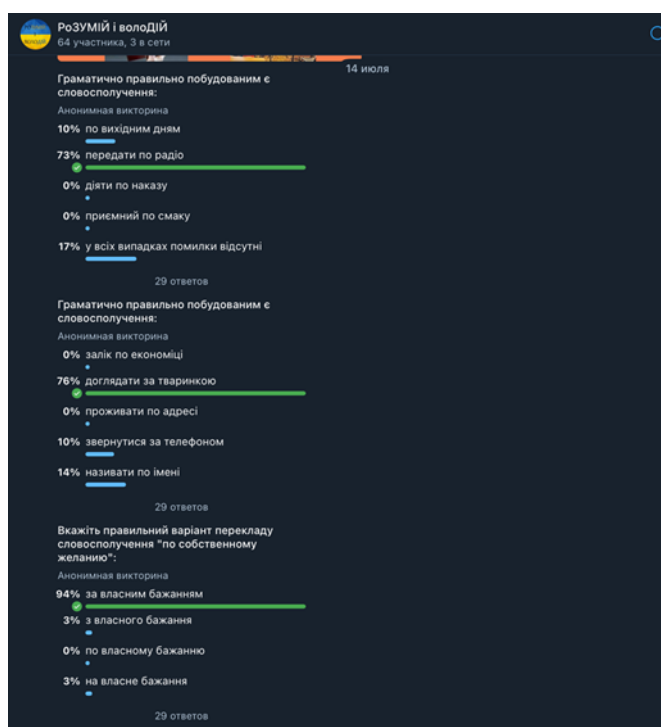 РоЗУМІЙ і волоДІЙ
64 участника, 3 в сети
14 июля
Граматично правильно побудованим є
словосполучення:
Анонимная викторина
10% по вихідним дням
73% передати по радіо
0% діяти по наказу
0% приємний по смаку
17% у всіх випадках помилки відсутні
29 ответов
Граматично правильно побудованим є
словосполучення:
Анонимная викторина
0% залік по економіці
76% доглядати за тваринкою
0% проживати по адресі
10% звернутися за телефоном
14% називати по імені
29 ответов
Вкажіть правильний варіант перекладу
словосполучення "по собственному
желанию":
Анонимная викторина
94% за власним бажанням
3% з власного бажання
0% по власному бажанню
3% на власне бажання
29 ответов